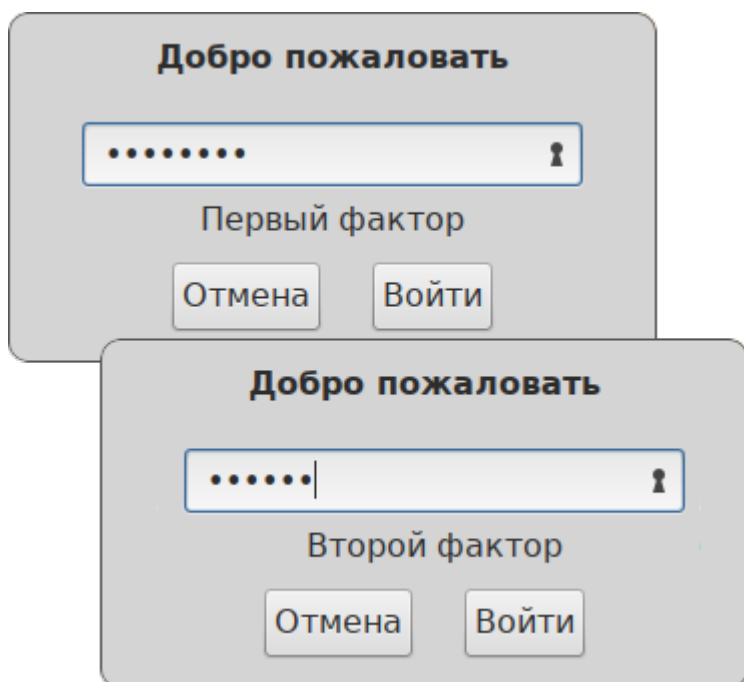 Добро пожаловать
••••••••
Первый фактор
Отмена Войти
Добро пожаловать
••••••
Второй фактор
Отмена Войти